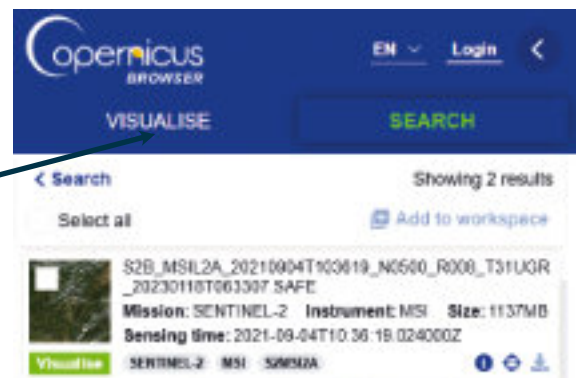 Copernicus
BROWSER
EN Login
VISUALISE SEARCH
Search Showing 2 results
Select all Add to workspace
S2B_MSIL2A_20210904T103619_N0500_R008_T31UGR
_20230118T063307.SAFE
Mission: SENTINEL-2 Instrument: MSI Size: 1137MB
Sensing time: 2021-09-04T10:36:19.024000Z
Visualise SENTINEL-2 MSI S2MSI2A